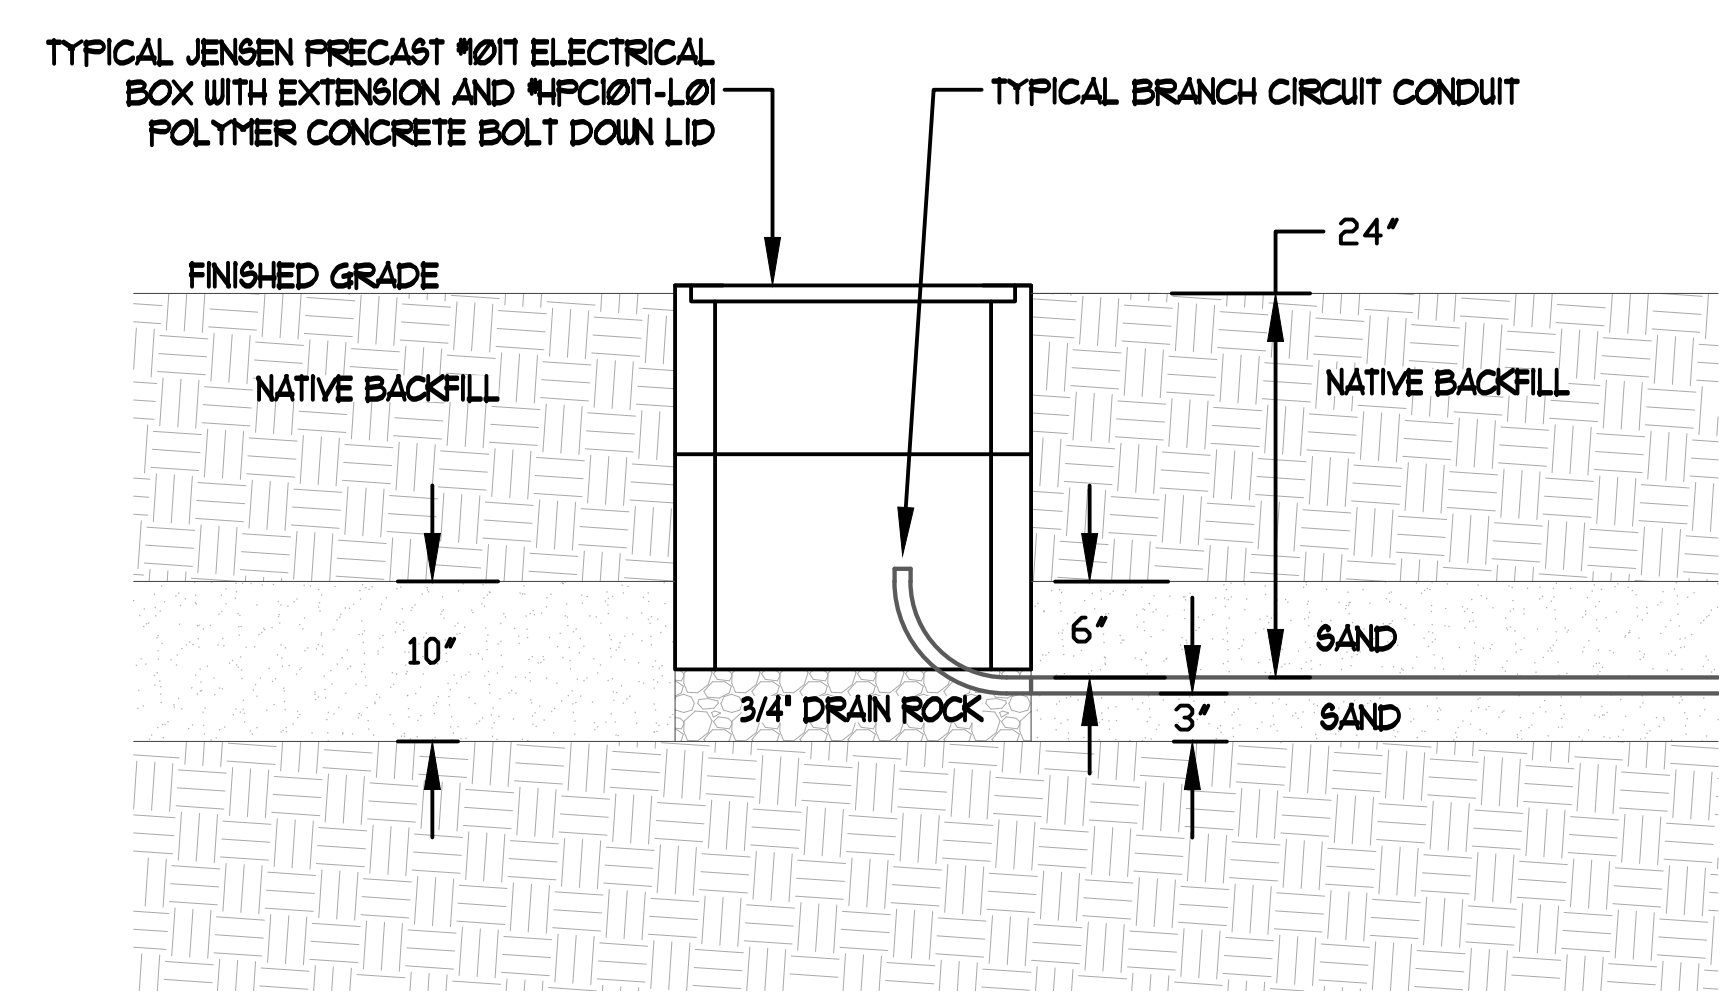 TYPICAL JENSEN PRECAST #1017 ELECTRICAL
BOX WITH EXTENSION AND #HPC1017-L01
POLYMER CONCRETE BOLT DOWN LID
TYPICAL BRANCH CIRCUIT CONDUIT
24"
FINISHED GRADE
NATIVE BACKFILL
NATIVE BACKFILL
10"
6"
SAND
3/4" DRAIN ROCK
3"
SAND